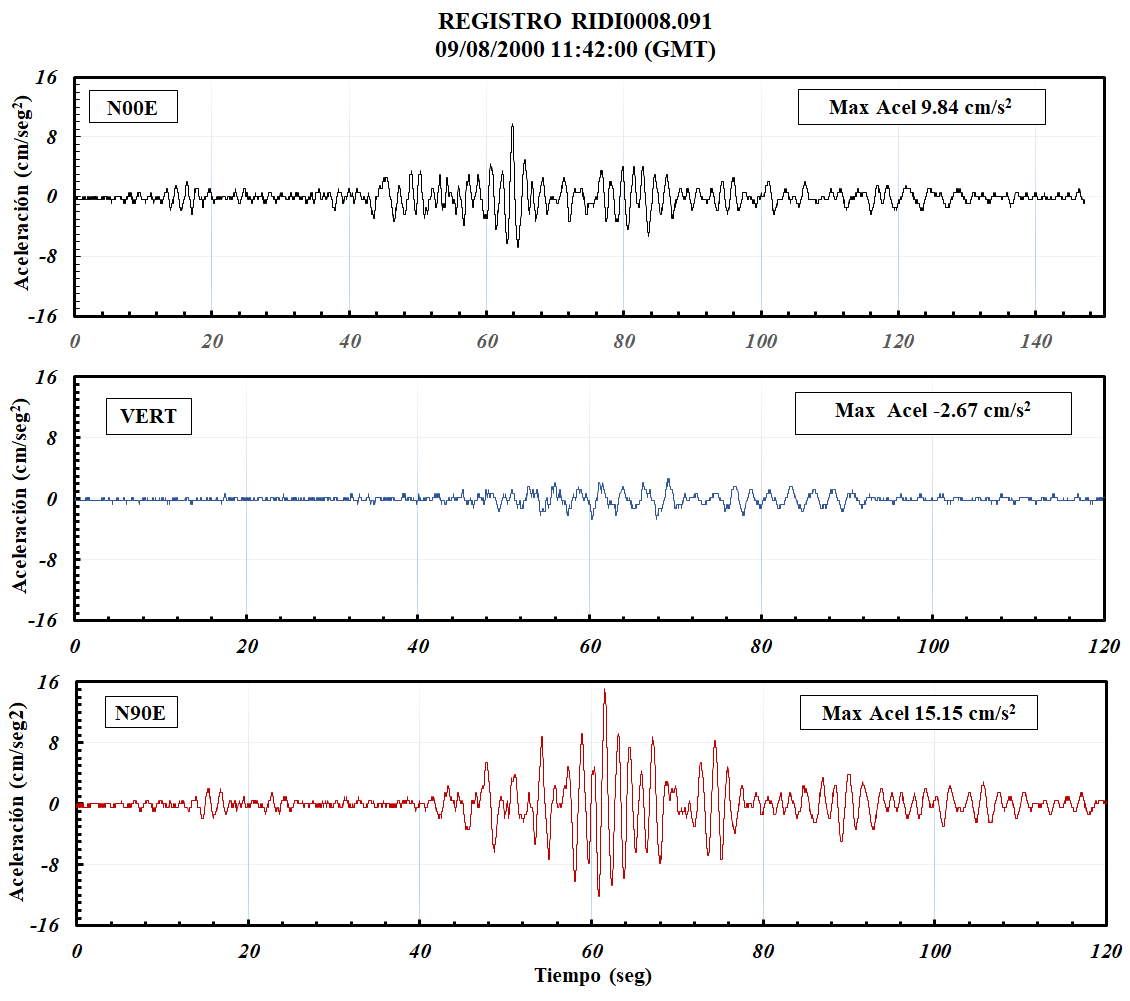 REGISTRO RIDI0008.091
09/08/2000 11:42:00 (GMT)
Aceleración (cm/seg²)
16
8
0
-8
-16
N00E
Max Acel 9.84 cm/s²
0 20 40 60 80 100 120 140
Aceleración (cm/seg²)
16
8
0
-8
-16
VERT
Max Acel -2.67 cm/s²
0 20 40 60 80 100 120
Aceleración (cm/seg2)
16
8
0
-8
-16
N90E
Max Acel 15.15 cm/s²
0 20 40 60 80 100 120
Tiempo (seg)